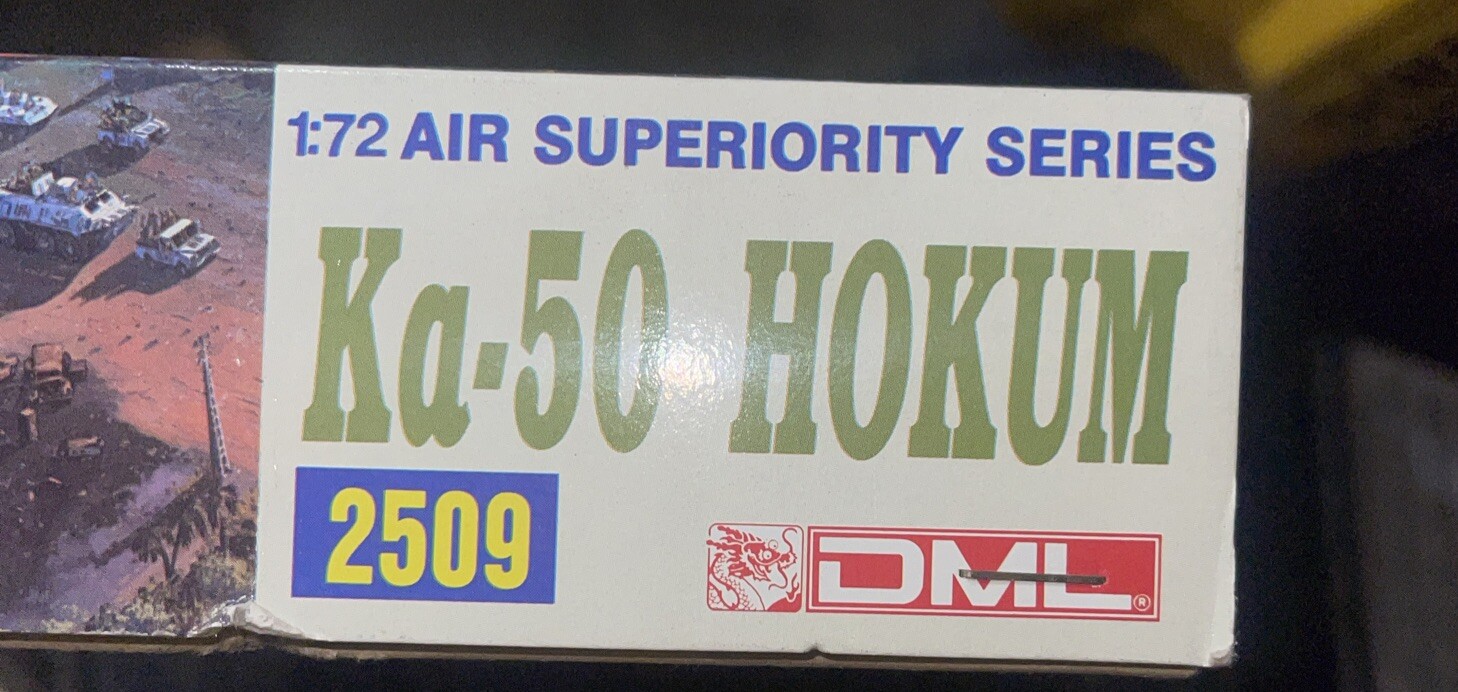 1:72 AIR SUPERIORITY SERIES
Ka-50 HOKUM
2509
DML®